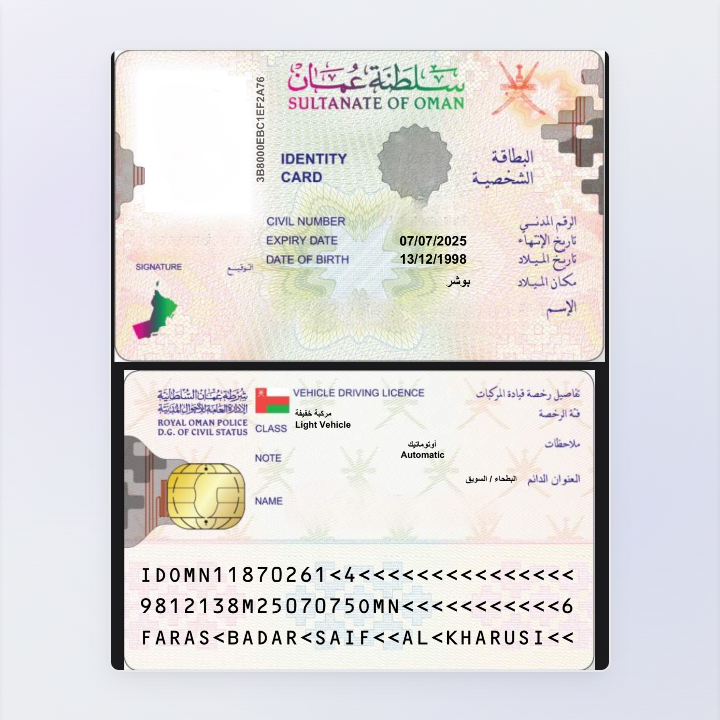 سلطنة عمان
SULTANATE OF OMAN
3B8000EBC1EF2A76
IDENTITY CARD
البطاقة الشخصية
CIVIL NUMBER الرقم المدني
EXPIRY DATE 07/07/2025 تاريخ الإنتهاء
DATE OF BIRTH 13/12/1998 تاريخ الميلاد
بوشر مكان الميلاد
SIGNATURE التوقيع
الإسم
شرطة عمان السلطانية
الإدارة العامة للأحوال المدنية
ROYAL OMAN POLICE
D.G. OF CIVIL STATUS
VEHICLE DRIVING LICENCE تفاصيل رخصة قيادة المركبات
مركبة خفيفة فئة الرخصة
CLASS Light Vehicle
أوتوماتيك ملاحظات
NOTE Automatic
البطحاء / السويق العنوان الدائم
NAME
IDOMN11870261<4<<<<<<<<<<<<<<<
9812138M2507075OMN<<<<<<<<<<<6
FARAS<BADAR<SAIF<<AL<KHARUSI<<